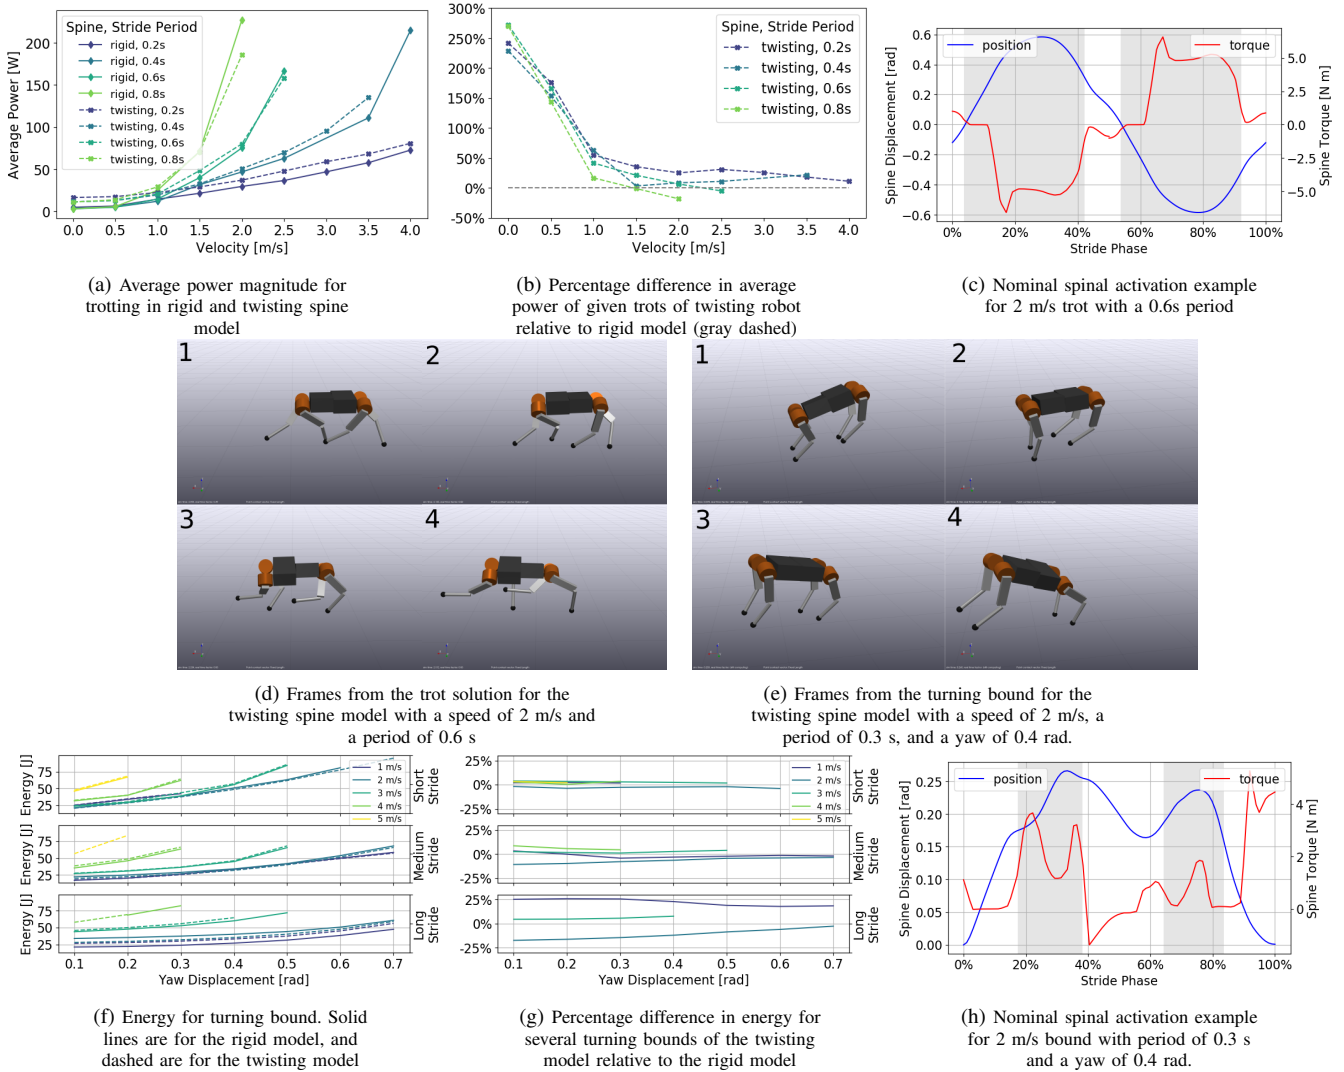 Spine, Stride Period
rigid, 0.2s
rigid, 0.4s
rigid, 0.6s
rigid, 0.8s
twisting, 0.2s
twisting, 0.4s
twisting, 0.6s
twisting, 0.8s
Average Power [W]
200
150
100
50
0
0.0 0.5 1.0 1.5 2.0 2.5 3.0 3.5 4.0
Velocity [m/s]
(a) Average power magnitude for
trotting in rigid and twisting spine
model
300%
250%
200%
150%
100%
50%
0%
-50%
Spine, Stride Period
twisting, 0.2s
twisting, 0.4s
twisting, 0.6s
twisting, 0.8s
0.0 0.5 1.0 1.5 2.0 2.5 3.0 3.5 4.0
Velocity [m/s]
(b) Percentage difference in average
power of given trots of twisting robot
relative to rigid model (gray dashed)
position
torque
Spine Displacement [rad]
0.6
0.4
0.2
0.0
−0.2
−0.4
−0.6
Spine Torque [N m]
5.0
2.5
0.0
−2.5
−5.0
0% 20% 40% 60% 80% 100%
Stride Phase
(c) Nominal spinal activation example
for 2 m/s trot with a 0.6s period
1
2
3
4
(d) Frames from the trot solution for the
twisting spine model with a speed of 2 m/s and
a period of 0.6 s
1
2
3
4
(e) Frames from the turning bound for the
twisting spine model with a speed of 2 m/s, a
period of 0.3 s, and a yaw of 0.4 rad.
Energy [J]
75
50
25
1 m/s
2 m/s
3 m/s
4 m/s
5 m/s
Short
Stride
Energy [J]
75
50
25
Medium
Stride
Energy [J]
75
50
25
Long
Stride
0.1 0.2 0.3 0.4 0.5 0.6 0.7
Yaw Displacement [rad]
(f) Energy for turning bound. Solid
lines are for the rigid model, and
dashed are for the twisting model
25%
0%
-25%
1 m/s
2 m/s
3 m/s
4 m/s
5 m/s
Short
Stride
25%
0%
-25%
Medium
Stride
25%
0%
-25%
Long
Stride
0.1 0.2 0.3 0.4 0.5 0.6 0.7
Yaw Displacement [rad]
(g) Percentage difference in energy for
several turning bounds of the twisting
model relative to the rigid model
position
torque
Spine Displacement [rad]
0.25
0.20
0.15
0.10
0.05
0.00
Spine Torque [N m]
4
2
0
0% 20% 40% 60% 80% 100%
Stride Phase
(h) Nominal spinal activation example
for 2 m/s bound with period of 0.3 s
and a yaw of 0.4 rad.